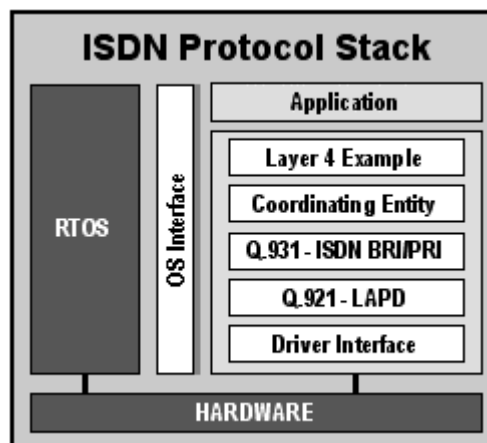 ISDN Protocol Stack
RTOS
OS Interface
Application
Layer 4 Example
Coordinating Entity
Q.931 - ISDN BRI/PRI
Q.921 - LAPD
Driver Interface
HARDWARE